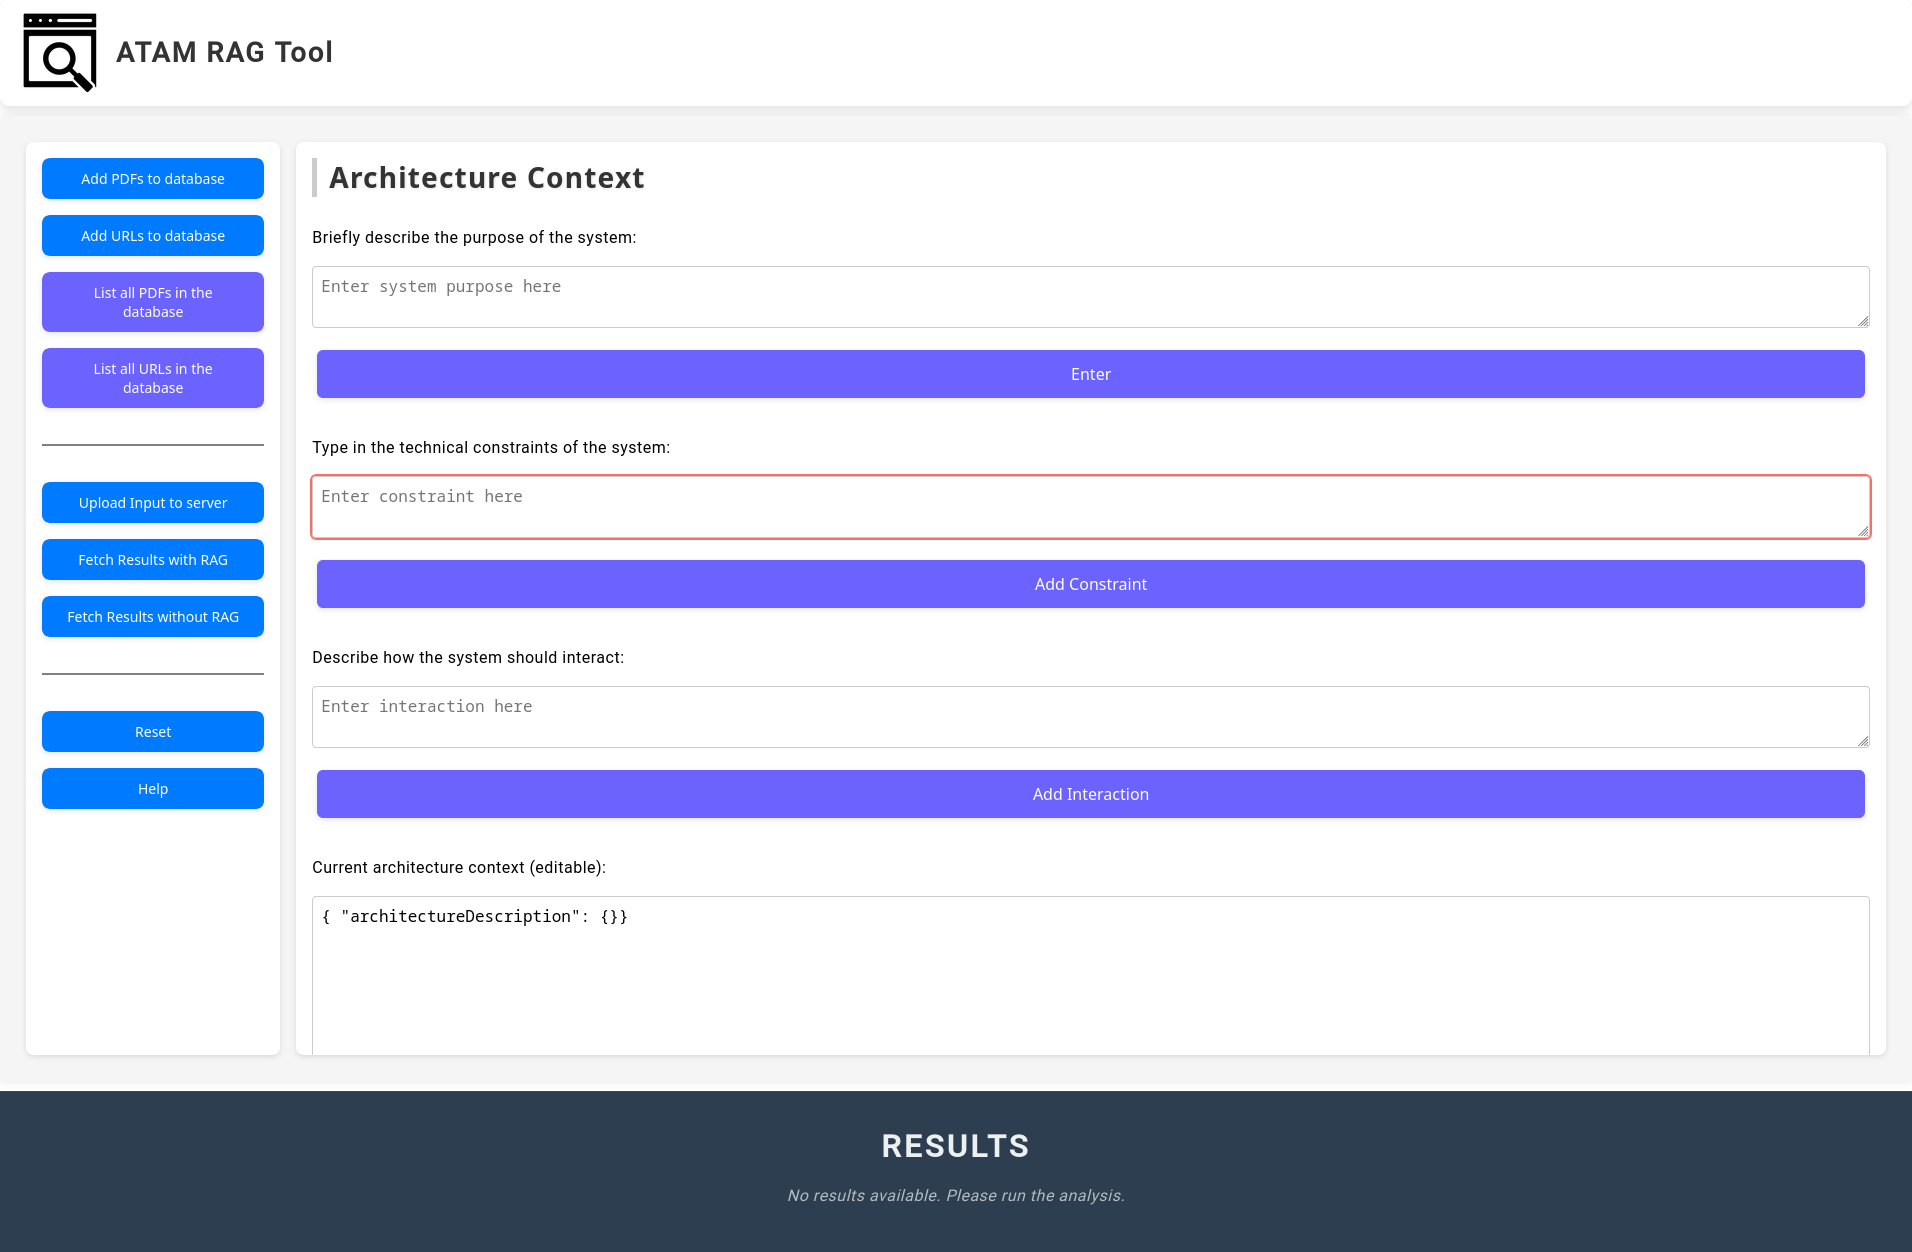 ATAM RAG Tool
Add PDFs to database
Add URLs to database
List all PDFs in the
database
List all URLs in the
database
Upload Input to server
Fetch Results with RAG
Fetch Results without RAG
Reset
Help
Architecture Context
Briefly describe the purpose of the system:
Enter system purpose here
Enter
Type in the technical constraints of the system:
Enter constraint here
Add Constraint
Describe how the system should interact:
Enter interaction here
Add Interaction
Current architecture context (editable):
{ "architectureDescription": {}}
RESULTS
No results available. Please run the analysis.